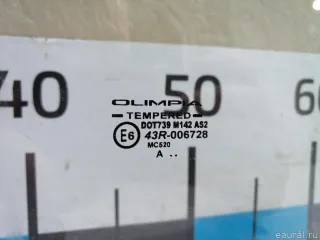 40 50 60
OLIMPIA
TEMPERED
DOT739 M142 AS2
E6 43R-006728
MC520
A ..
© eaural.ru